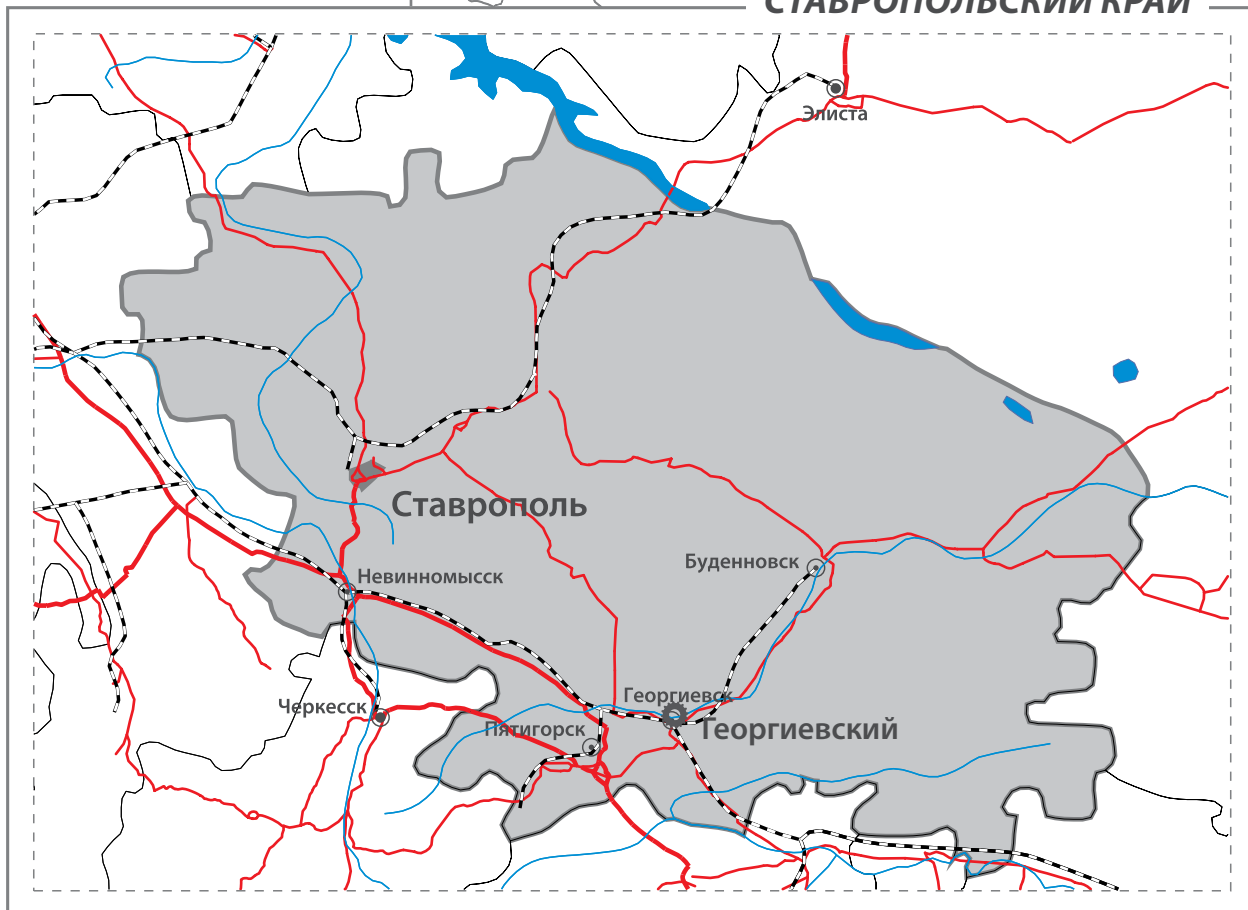 СТАВРОПОЛЬСКИЙ КРАЙ
Элиста
Ставрополь
Буденновск
Невинномысск
Георгиевск
Черкесск
Пятигорск
Георгиевский